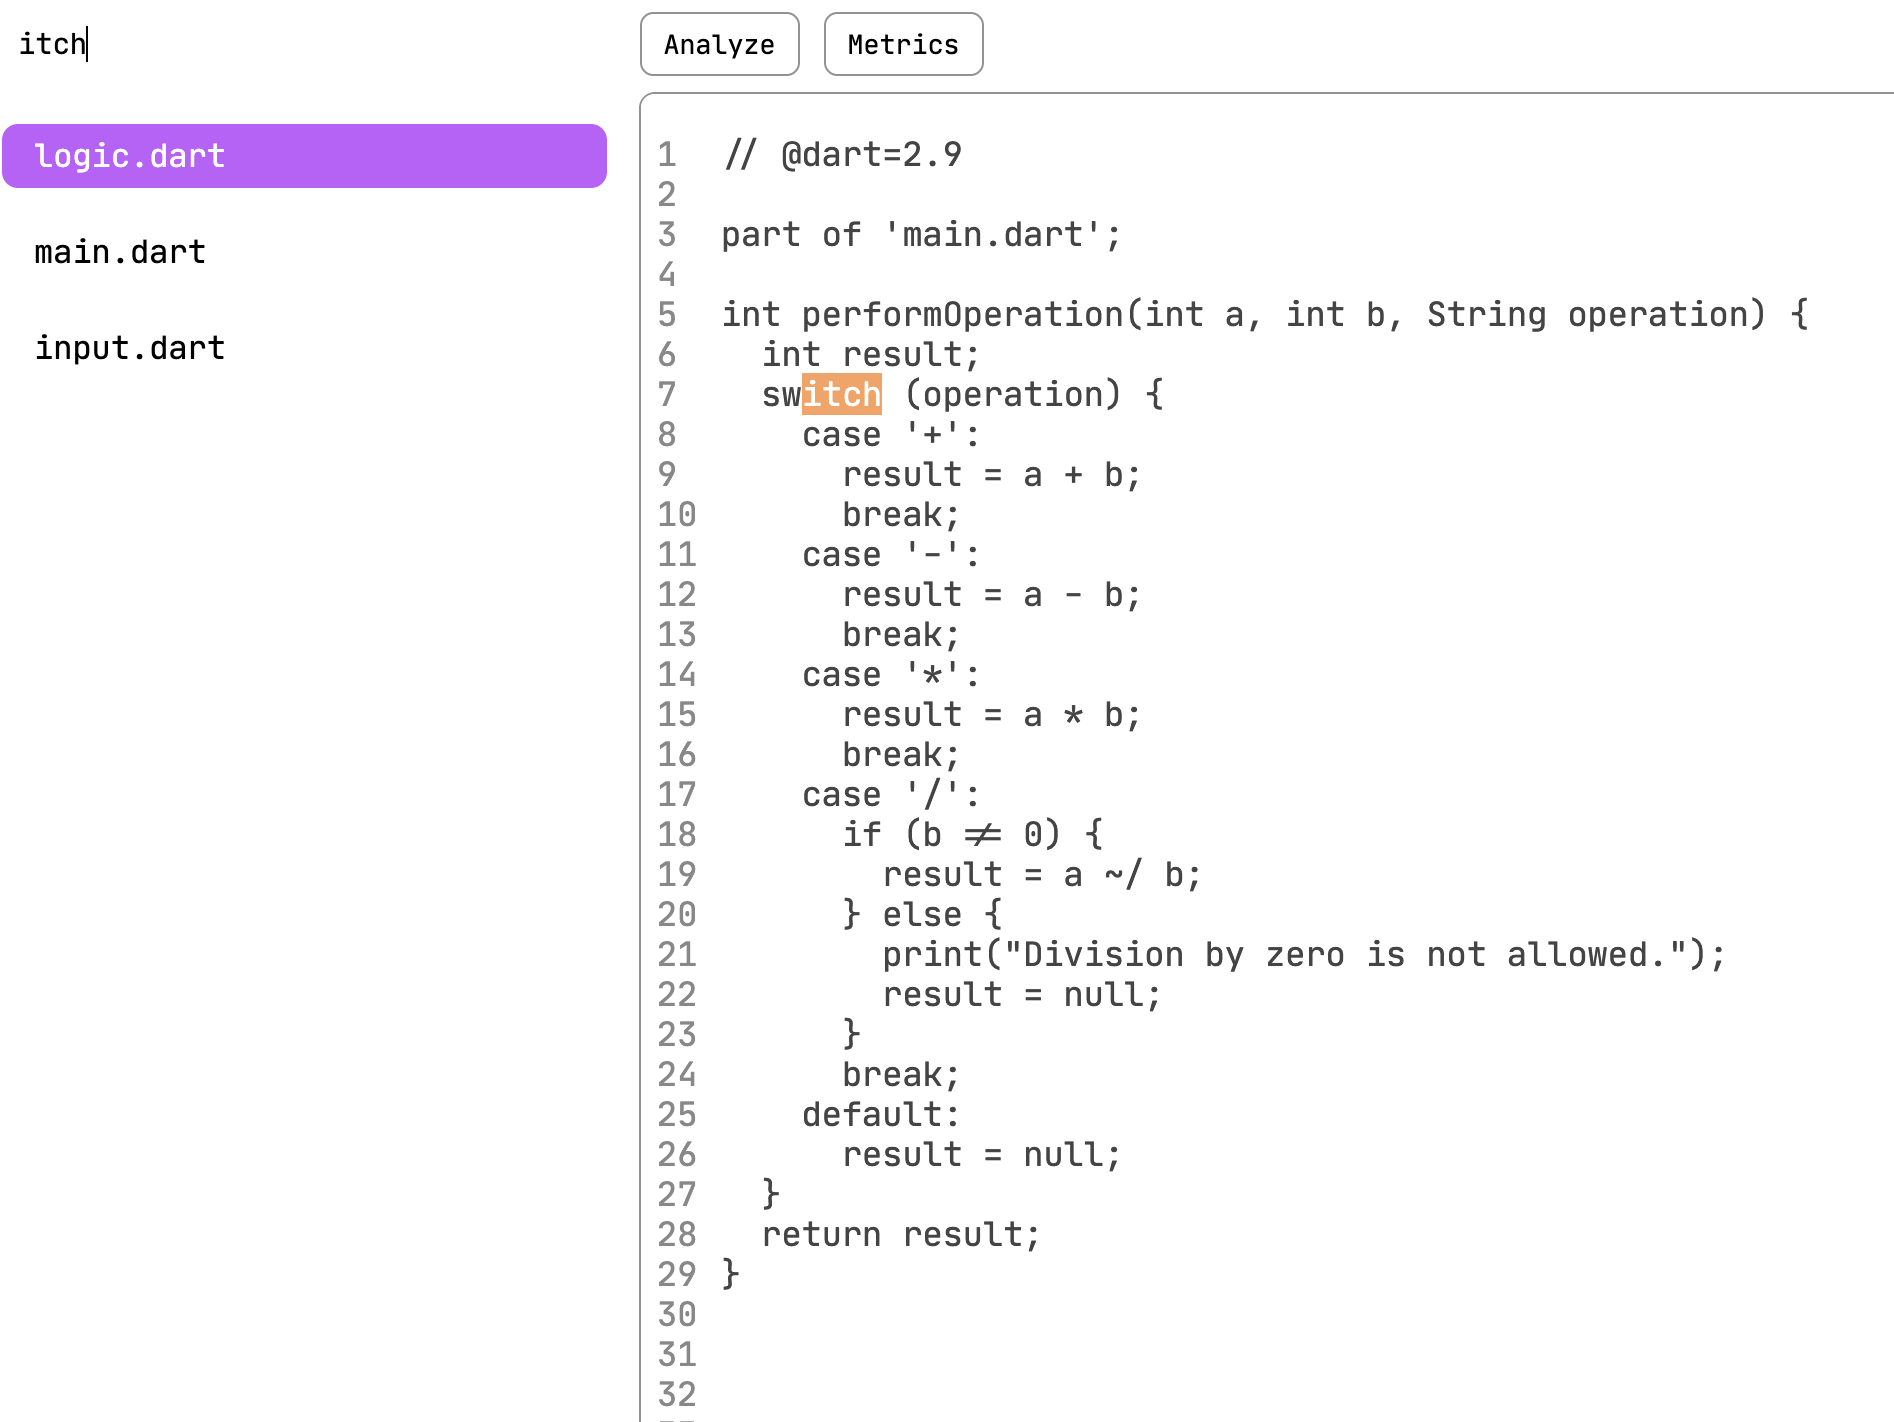 itch
Analyze Metrics
logic.dart
main.dart
input.dart
1 // @dart=2.9
2
3 part of 'main.dart';
4
5 int performOperation(int a, int b, String operation) {
6   int result;
7   switch (operation) {
8     case '+':
9       result = a + b;
10       break;
11     case '-':
12       result = a - b;
13       break;
14     case '*':
15       result = a * b;
16       break;
17     case '/':
18       if (b != 0) {
19         result = a ~/ b;
20       } else {
21         print("Division by zero is not allowed.");
22         result = null;
23       }
24       break;
25     default:
26       result = null;
27   }
28   return result;
29 }
30
31
32